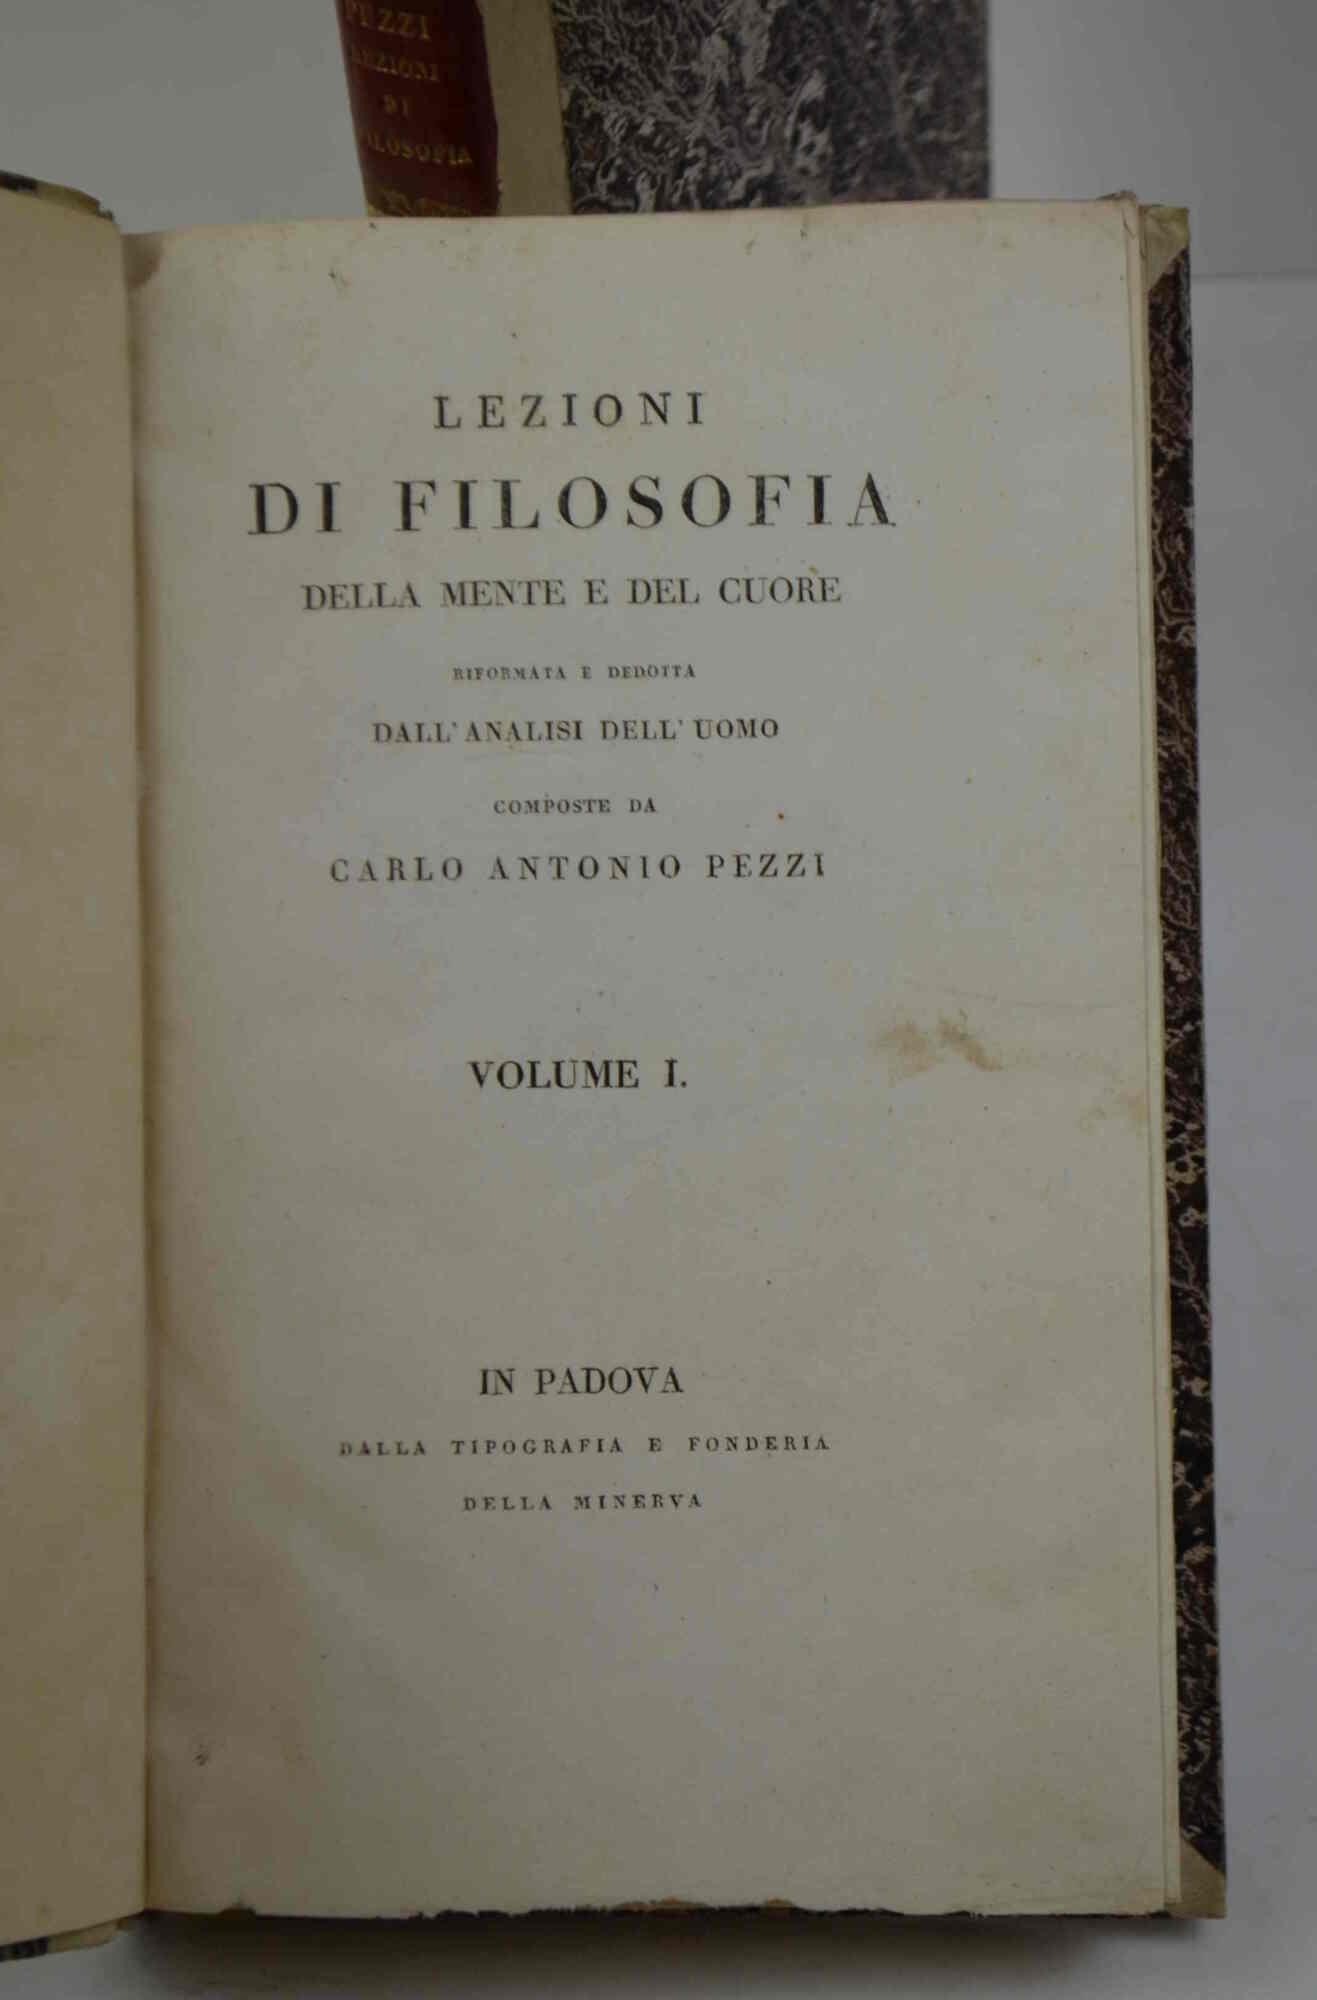 PEZZI
LEZIONI
DI
FILOSOFIA
LEZIONI
DI FILOSOFIA
DELLA MENTE E DEL CUORE
RIFORMATA E DEDOTTA
DALL' ANALISI DELL' UOMO
COMPOSTE DA
CARLO ANTONIO PEZZI
VOLUME I.
IN PADOVA
DALLA TIPOGRAFIA E FONDERIA
DELLA MINERVA